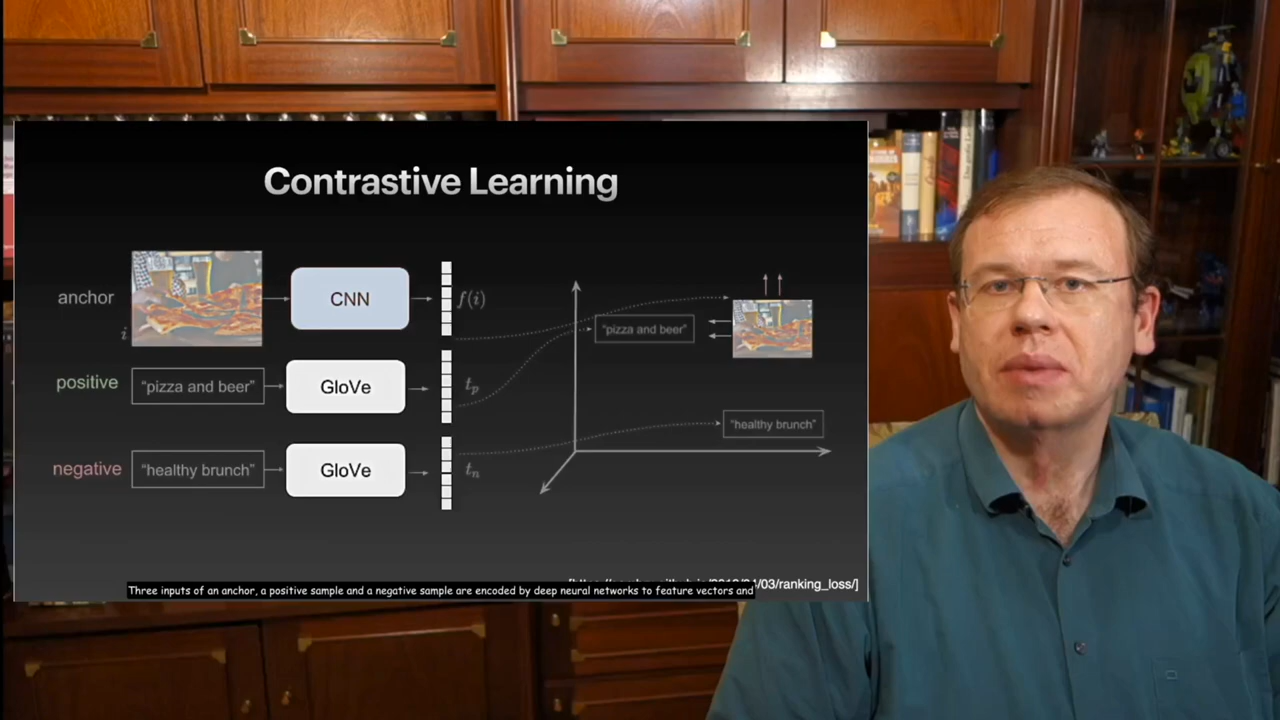 Contrastive Learning
anchor
i
CNN
f(i)
positive
"pizza and beer"
GloVe
t_p
negative
"healthy brunch"
GloVe
t_n
"pizza and beer"
"healthy brunch"
03/ranking_loss/]
Three inputs of an anchor, a positive sample and a negative sample are encoded by deep neural networks to feature vectors and